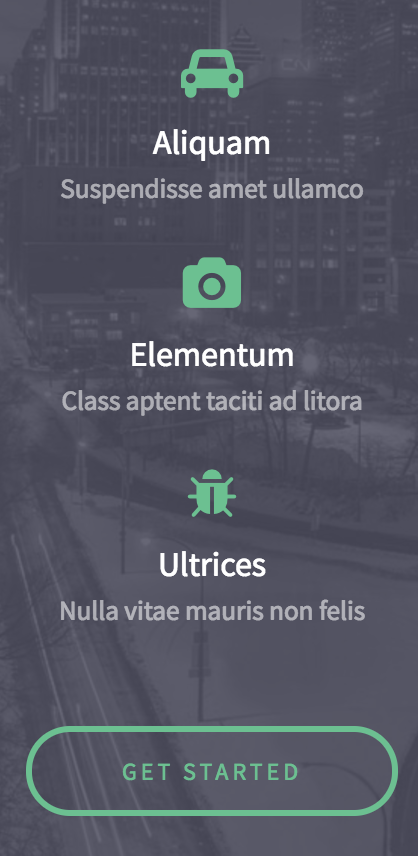 Aliquam
Suspendisse amet ullamco
Elementum
Class aptent taciti ad litora
Ultrices
Nulla vitae mauris non felis
GET STARTED